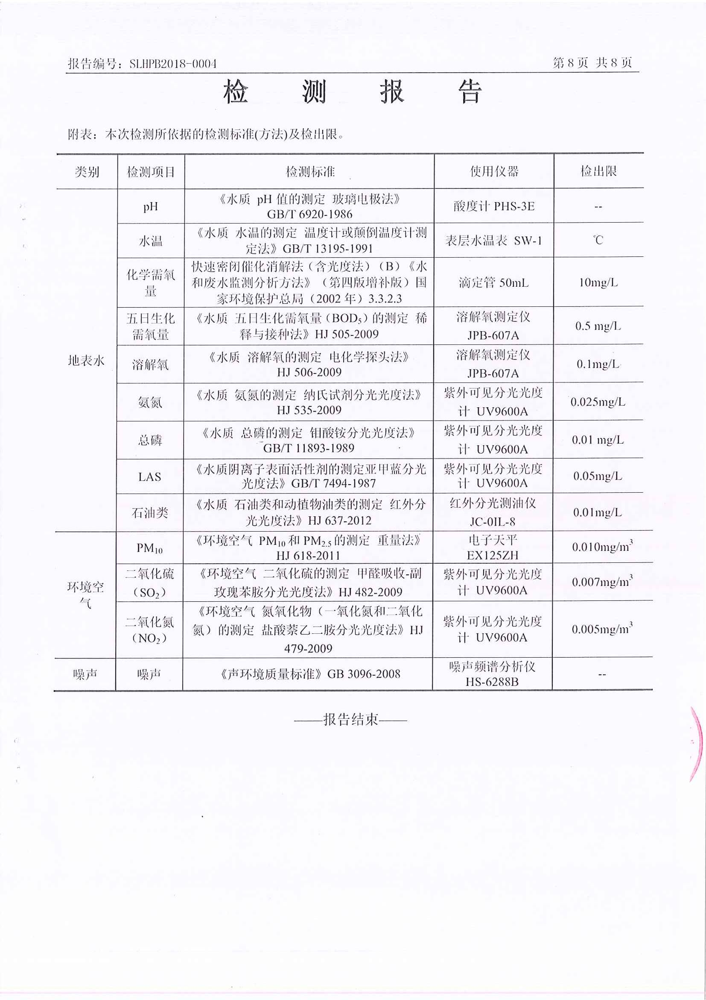 报告编号：SLHPB2018-0004
第 8 页 共 8 页
检 测 报 告
附表：本次检测所依据的检测标准(方法)及检出限。
类别 检测项目 检测标准 使用仪器 检出限
地表水
pH
《水质 pH 值的测定 玻璃电极法》
GB/T 6920-1986
酸度计 PHS-3E
--
水温
《水质 水温的测定 温度计或颠倒温度计测
定法》GB/T 13195-1991
表层水温表 SW-1
℃
化学需氧
量
快速密闭催化消解法（含光度法）（B）《水
和废水监测分析方法》（第四版增补版）国
家环境保护总局（2002 年）3.3.2.3
滴定管 50mL
10mg/L
五日生化
需氧量
《水质 五日生化需氧量（BOD₅）的测定 稀
释与接种法》HJ 505-2009
溶解氧测定仪
JPB-607A
0.5 mg/L
溶解氧
《水质 溶解氧的测定 电化学探头法》
HJ 506-2009
溶解氧测定仪
JPB-607A
0.1mg/L
氨氮
《水质 氨氮的测定 纳氏试剂分光光度法》
HJ 535-2009
紫外可见分光光度
计 UV9600A
0.025mg/L
总磷
《水质 总磷的测定 钼酸铵分光光度法》
GB/T 11893-1989
紫外可见分光光度
计 UV9600A
0.01 mg/L
LAS
《水质阴离子表面活性剂的测定亚甲蓝分光
光度法》GB/T 7494-1987
紫外可见分光光度
计 UV9600A
0.05mg/L
石油类
《水质 石油类和动植物油类的测定 红外分
光光度法》HJ 637-2012
红外分光测油仪
JC-0IL-8
0.01mg/L
环境空
气
PM₁₀
《环境空气 PM₁₀和 PM₂.₅的测定 重量法》
HJ 618-2011
电子天平
EX125ZH
0.010mg/m³
二氧化硫
（SO₂）
《环境空气 二氧化硫的测定 甲醛吸收-副
玫瑰苯胺分光光度法》HJ 482-2009
紫外可见分光光度
计 UV9600A
0.007mg/m³
二氧化氮
（NO₂）
《环境空气 氮氧化物（一氧化氮和二氧化
氮）的测定 盐酸萘乙二胺分光光度法》HJ
479-2009
紫外可见分光光度
计 UV9600A
0.005mg/m³
噪声
噪声
《声环境质量标准》GB 3096-2008
噪声频谱分析仪
HS-6288B
--
——报告结束——